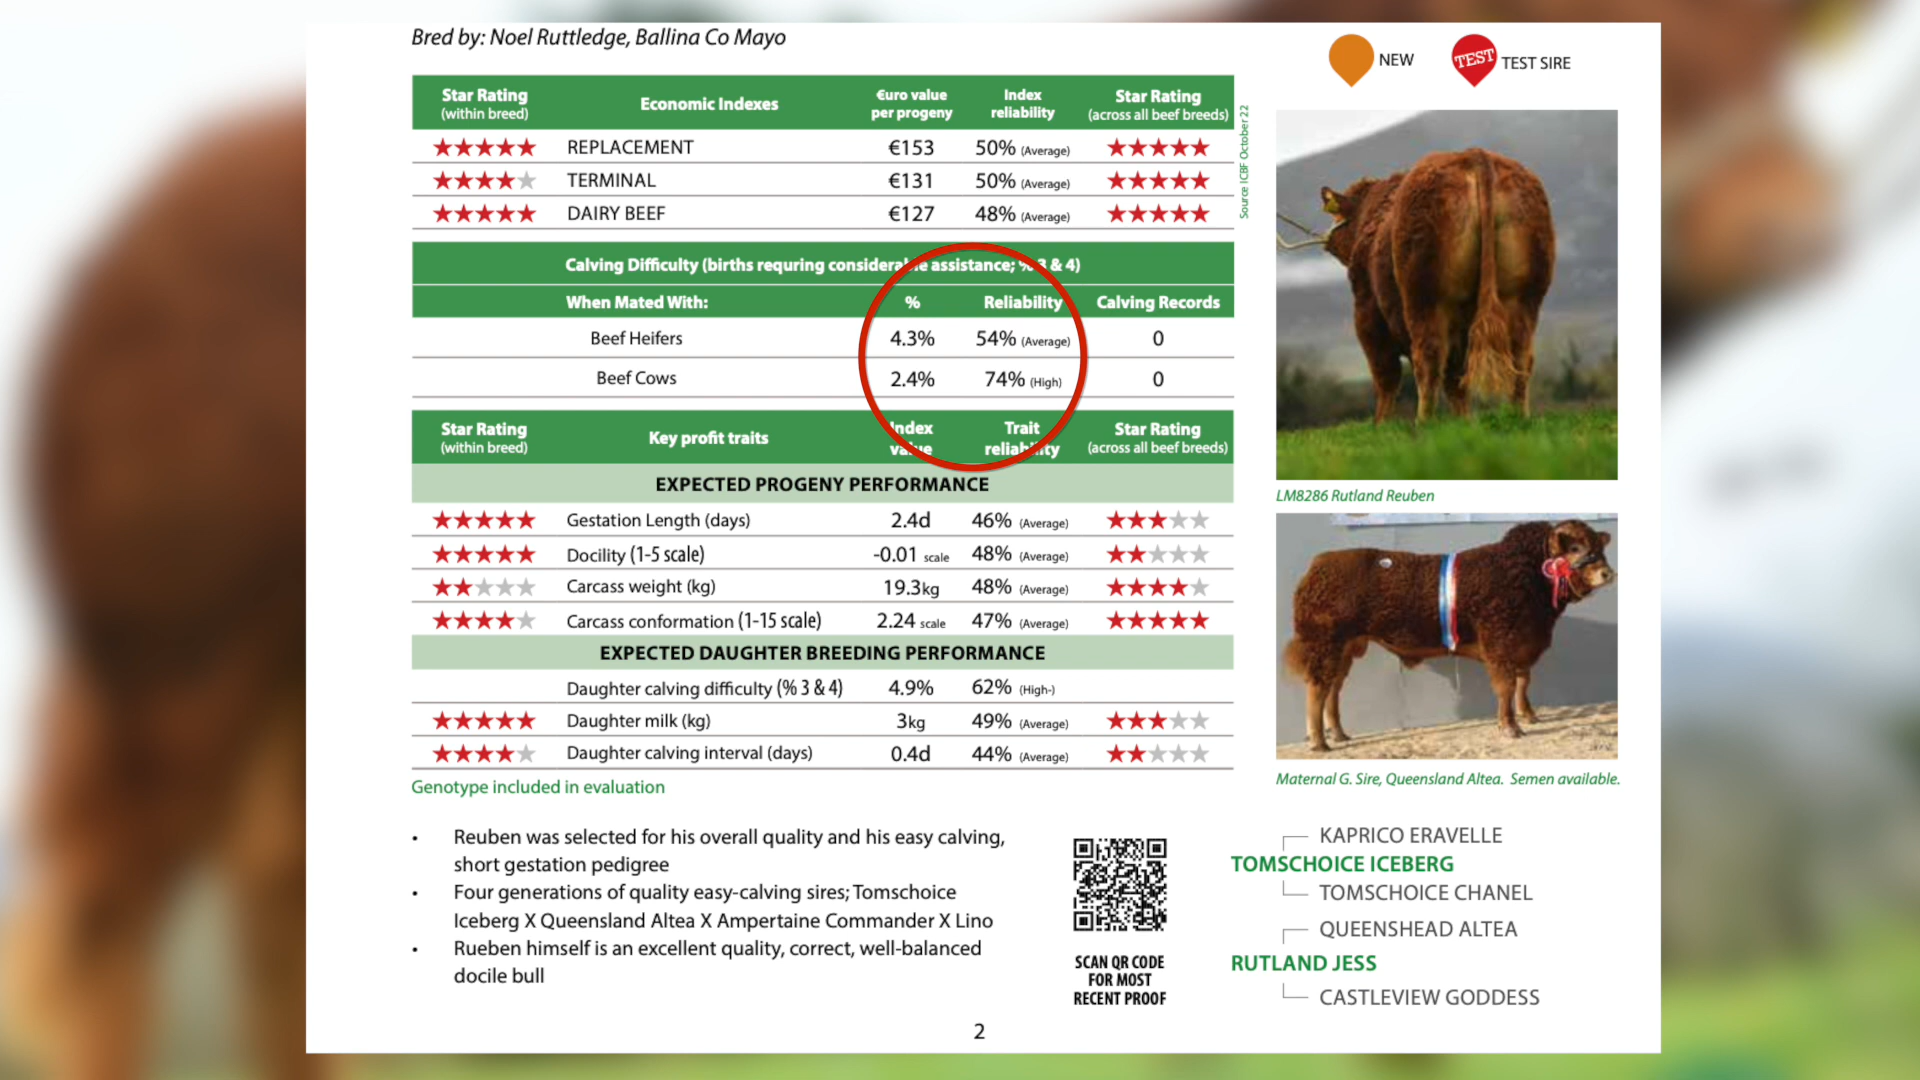 Bred by: Noel Ruttledge, Ballina Co Mayo
NEW
TEST
TEST SIRE
Star Rating (within breed) Economic Indexes €uro value per progeny Index reliability Star Rating (across all beef breeds)
REPLACEMENT €153 50% (Average)
TERMINAL €131 50% (Average)
DAIRY BEEF €127 48% (Average)
Source ICBF October 22
Calving Difficulty (births requring considerable assistance; % 3 & 4)
When Mated With: % Reliability Calving Records
Beef Heifers 4.3% 54% (Average) 0
Beef Cows 2.4% 74% (High) 0
Star Rating (within breed) Key profit traits Index value Trait reliability Star Rating (across all beef breeds)
EXPECTED PROGENY PERFORMANCE
Gestation Length (days) 2.4d 46% (Average)
Docility (1-5 scale) -0.01 scale 48% (Average)
Carcass weight (kg) 19.3kg 48% (Average)
Carcass conformation (1-15 scale) 2.24 scale 47% (Average)
EXPECTED DAUGHTER BREEDING PERFORMANCE
Daughter calving difficulty (% 3 & 4) 4.9% 62% (High-)
Daughter milk (kg) 3kg 49% (Average)
Daughter calving interval (days) 0.4d 44% (Average)
Genotype included in evaluation
LM8286 Rutland Reuben
Maternal G. Sire, Queensland Altea. Semen available.
• Reuben was selected for his overall quality and his easy calving,
short gestation pedigree
• Four generations of quality easy-calving sires; Tomschoice
Iceberg X Queensland Altea X Ampertaine Commander X Lino
• Rueben himself is an excellent quality, correct, well-balanced
docile bull
SCAN QR CODE
FOR MOST
RECENT PROOF
KAPRICO ERAVELLE
TOMSCHOICE ICEBERG
TOMSCHOICE CHANEL
QUEENSHEAD ALTEA
RUTLAND JESS
CASTLEVIEW GODDESS
2